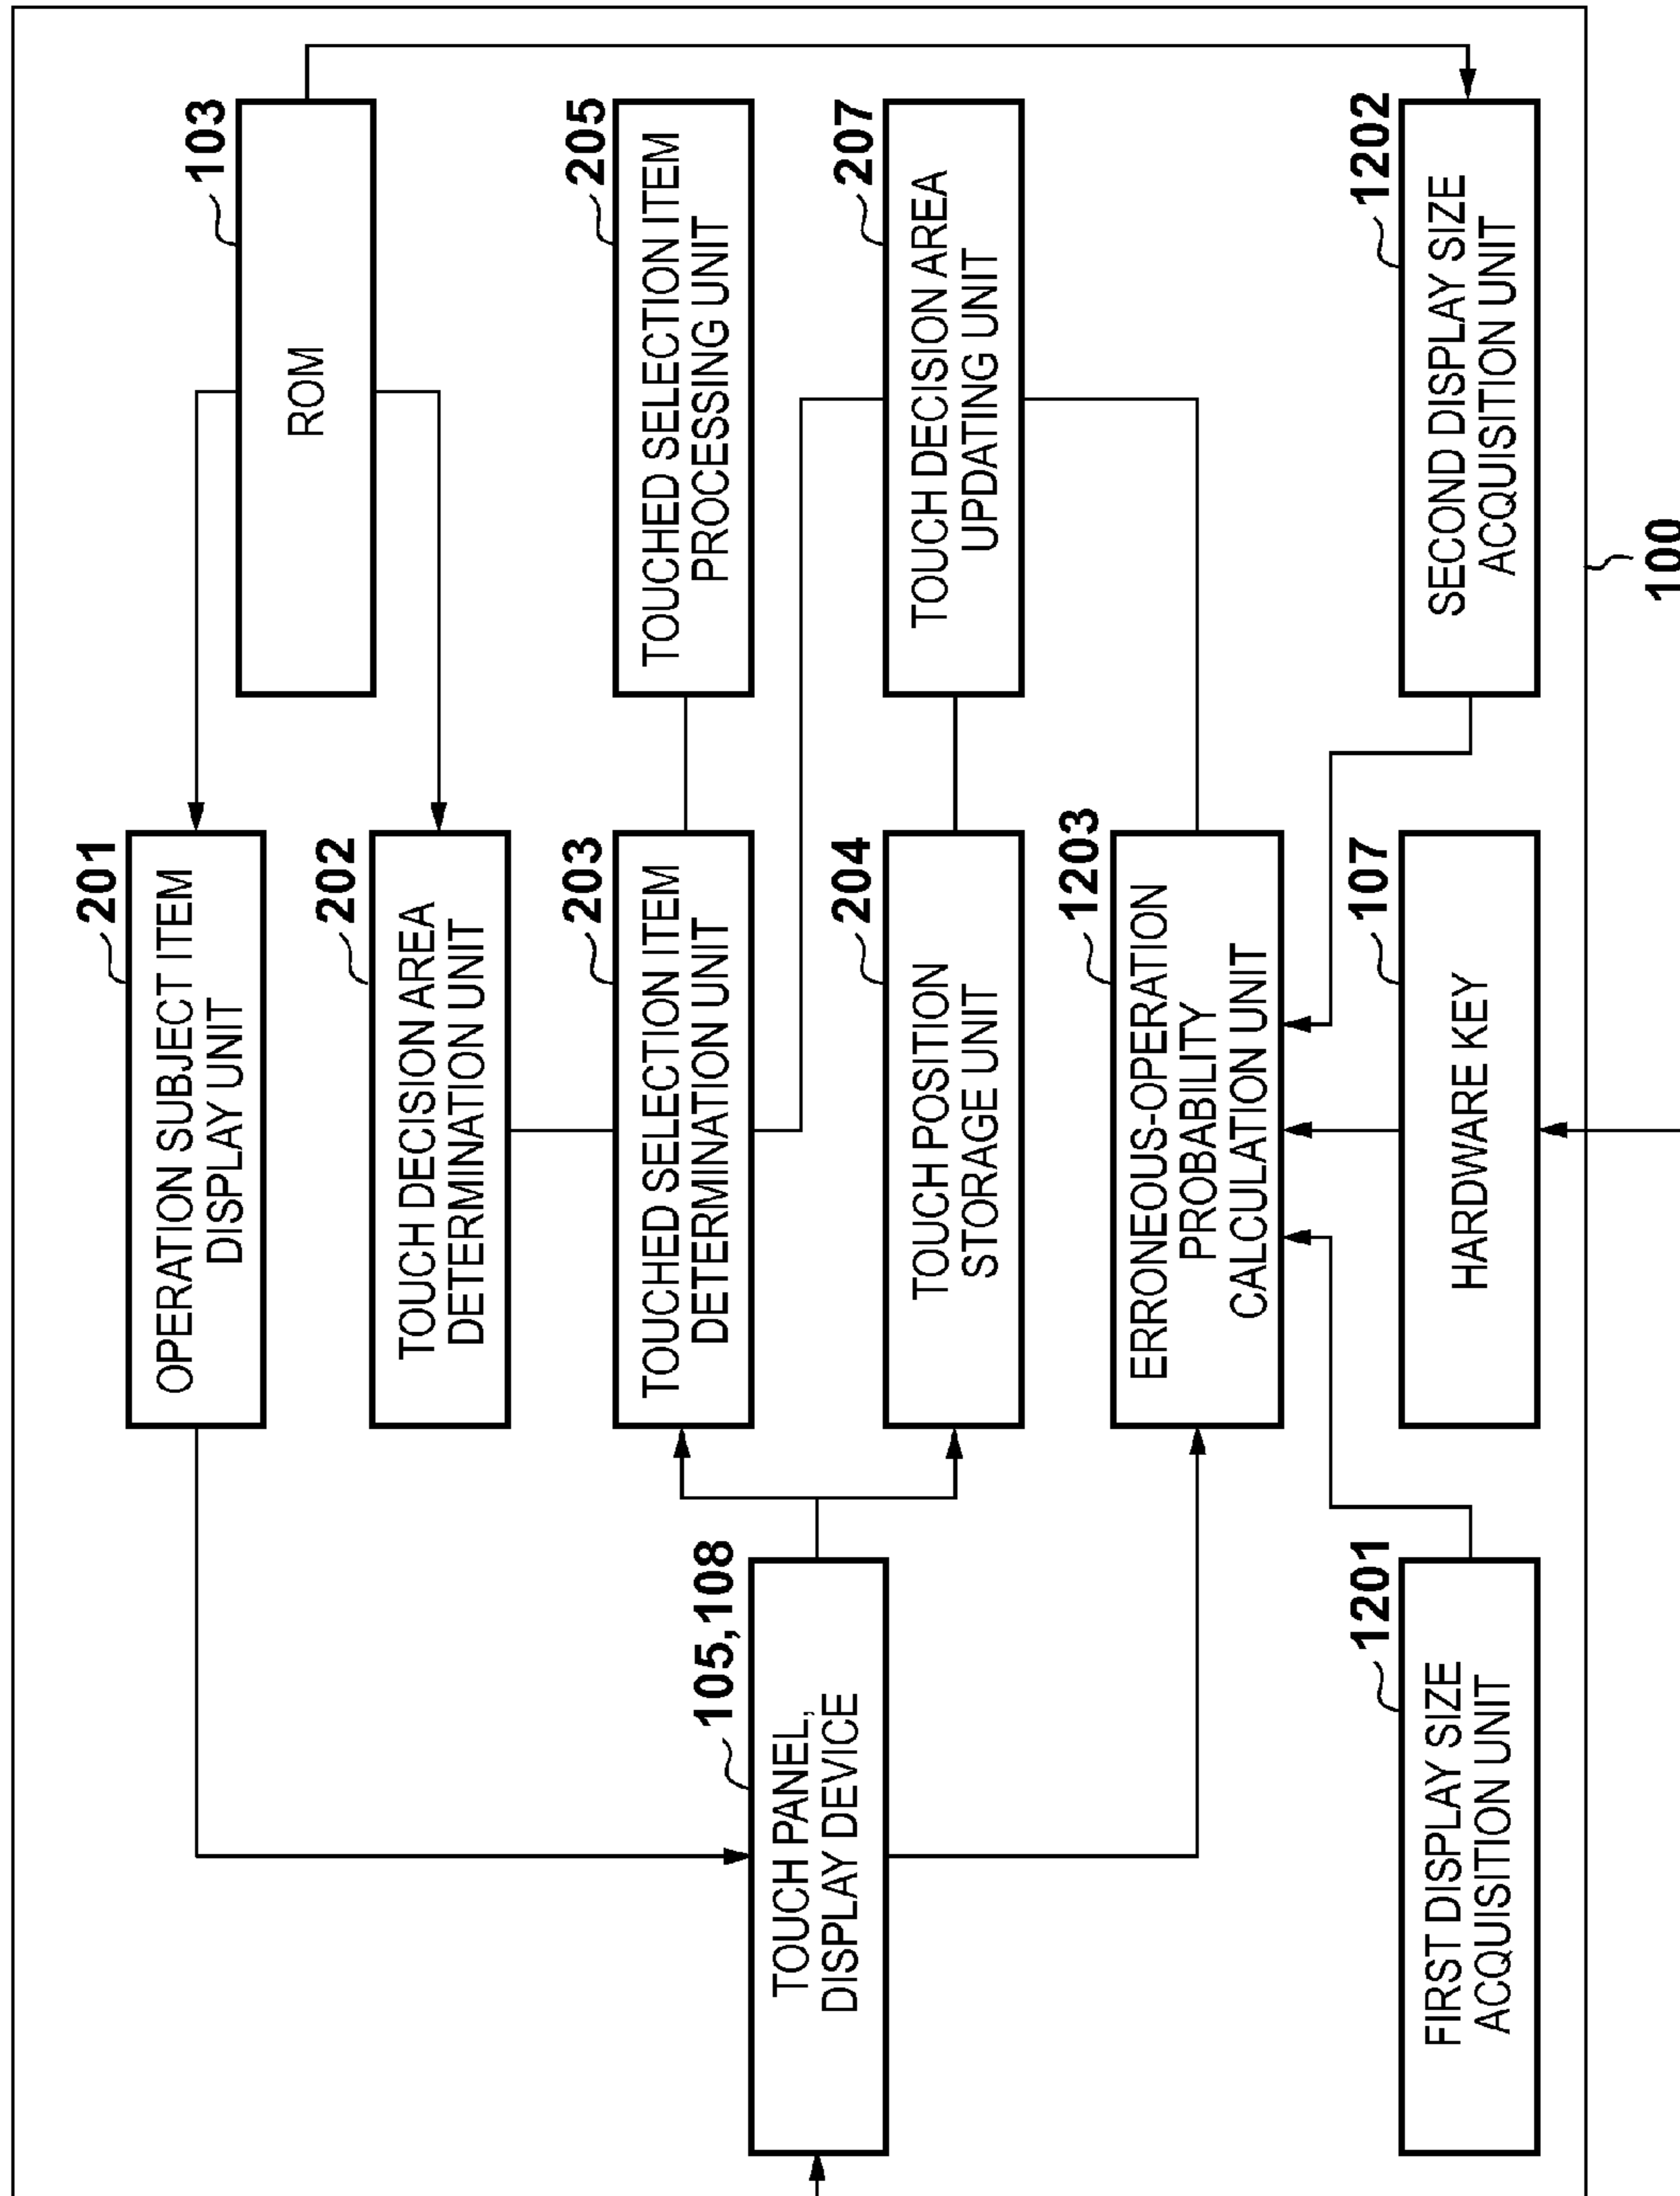 103
ROM
201
OPERATION SUBJECT ITEM
DISPLAY UNIT
202
TOUCH DECISION AREA
DETERMINATION UNIT
203
TOUCHED SELECTION ITEM
DETERMINATION UNIT
205
TOUCHED SELECTION ITEM
PROCESSING UNIT
105,108
TOUCH PANEL,
DISPLAY DEVICE
204
TOUCH POSITION
STORAGE UNIT
207
TOUCH DECISION AREA
UPDATING UNIT
1203
ERRONEOUS-OPERATION
PROBABILITY
CALCULATION UNIT
1201
FIRST DISPLAY SIZE
ACQUISITION UNIT
107
HARDWARE KEY
1202
SECOND DISPLAY SIZE
ACQUISITION UNIT
100